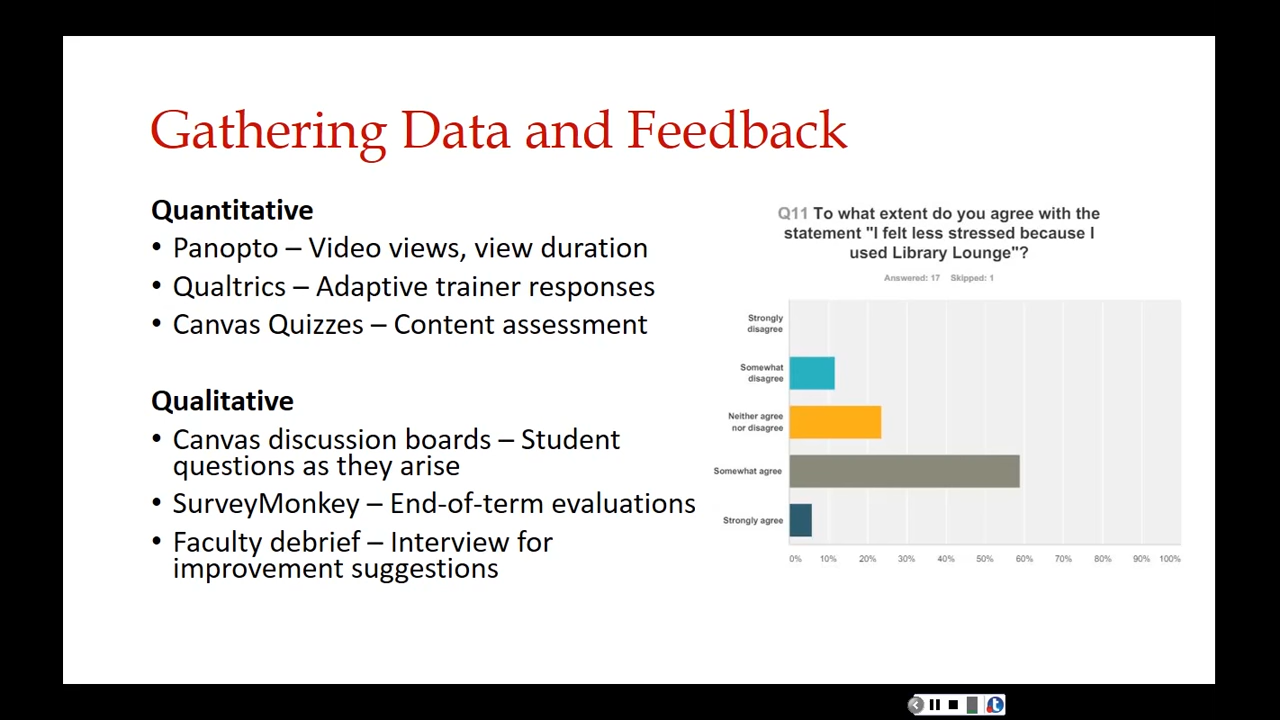 Gathering Data and Feedback
Quantitative
• Panopto – Video views, view duration
• Qualtrics – Adaptive trainer responses
• Canvas Quizzes – Content assessment
Qualitative
• Canvas discussion boards – Student
questions as they arise
• SurveyMonkey – End-of-term evaluations
• Faculty debrief – Interview for
improvement suggestions
Q11 To what extent do you agree with the
statement "I felt less stressed because I
used Library Lounge"?
Answered: 17 Skipped: 1
Strongly
disagree
Somewhat
disagree
Neither agree
nor disagree
Somewhat agree
Strongly agree
0% 10% 20% 30% 40% 50% 60% 70% 80% 90% 100%
t